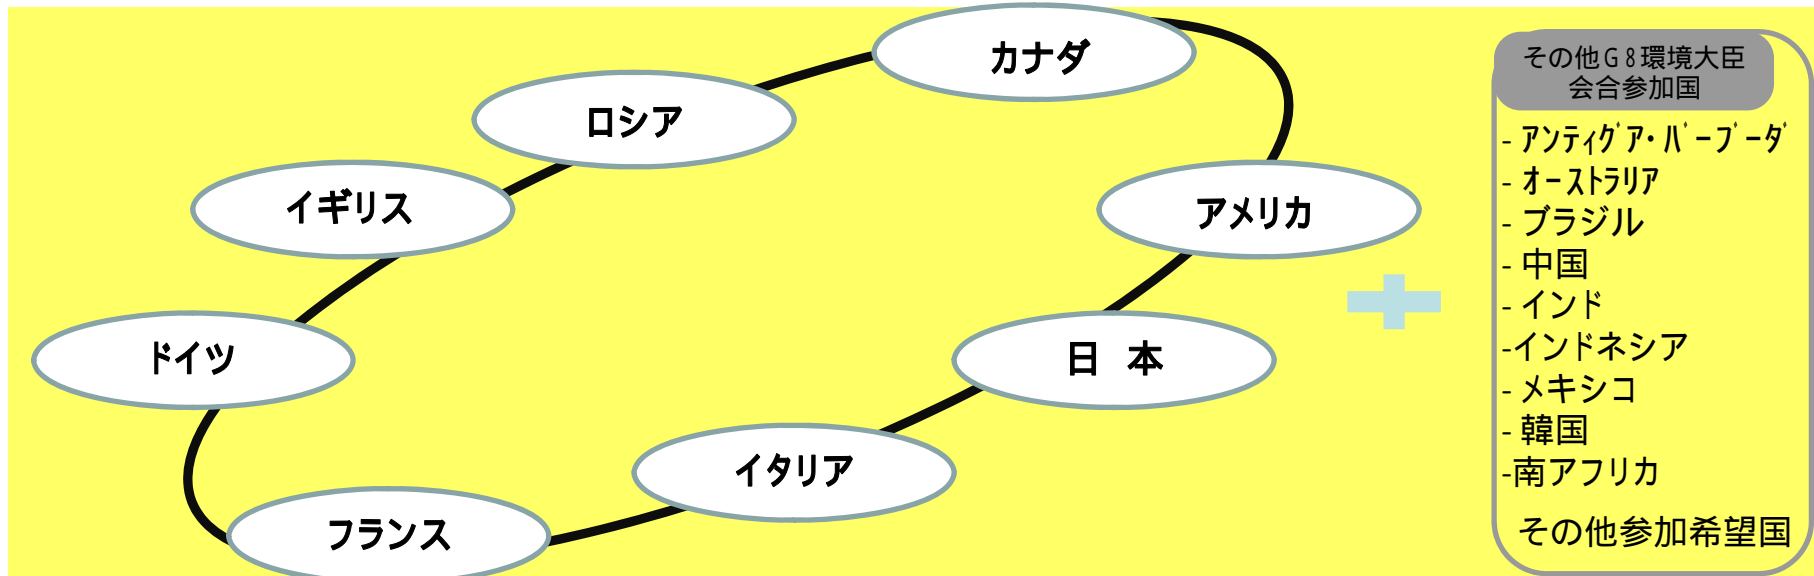 カナダ
ロシア
イギリス
アメリカ
ドイツ
日 本
イタリア
フランス
その他G8環境大臣
会合参加国
- アンティグア・バーブーダ
- オーストラリア
- ブラジル
- 中国
- インド
-インドネシア
- メキシコ
- 韓国
-南アフリカ
その他参加希望国